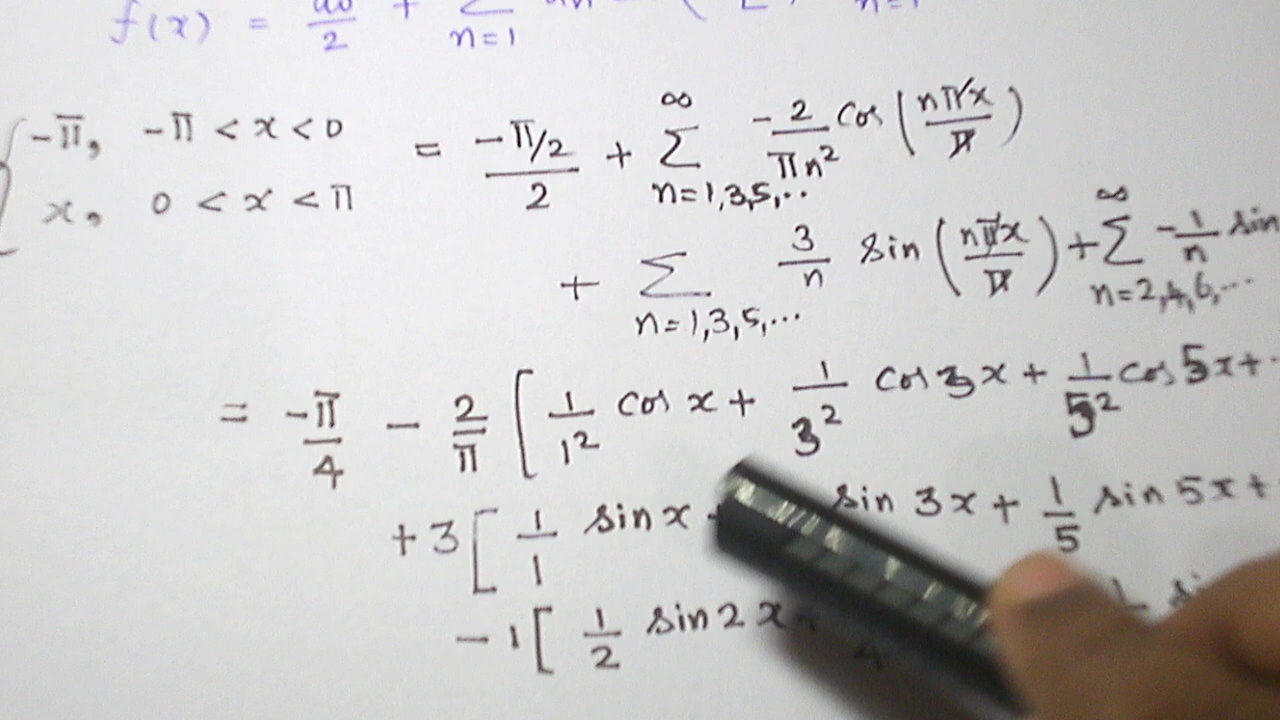 f(x) = a0/2 + Σ n=1
{ -π, -π < x < 0 = (-π/2)/2 + Σ∞ n=1,3,5,.. -2/(πn²) cos(nπx/π)
x, 0 < x < π
+ Σ n=1,3,5,... 3/n sin(nπx/π) + Σ∞ n=2,4,6,... -1/n sin
= -π/4 - 2/π [ 1/1² cos x + 1/3² cos 3x + 1/5² cos 5x + ..
+3 [ 1/1 sin x sin 3x + 1/5 sin 5x +
-1 [ 1/2 sin 2x